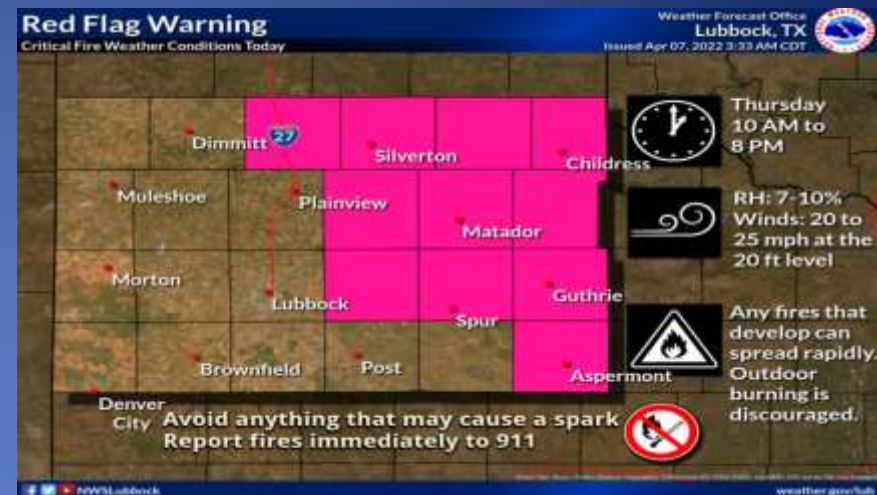 Red Flag Warning
Critical Fire Weather Conditions Today
Weather Forecast Office
Lubbock, TX
Issued Apr 07, 2022 3:33 AM CDT
Dimmitt
27
Silverton
Childress
Muleshoe
Plainview
Matador
Morton
Lubbock
Guthrie
Spur
Brownfield
Post
Aspermont
Denver
City
Thursday
10 AM to
8 PM
RH: 7-10%
Winds: 20 to
25 mph at the
20 ft level
Any fires that
develop can
spread rapidly.
Outdoor
burning is
discouraged.
Avoid anything that may cause a spark
Report fires immediately to 911
NWSLubbock
weather.gov/lub